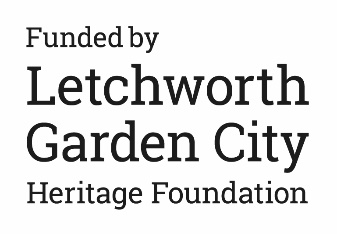 Funded by
Letchworth
Garden City
Heritage Foundation